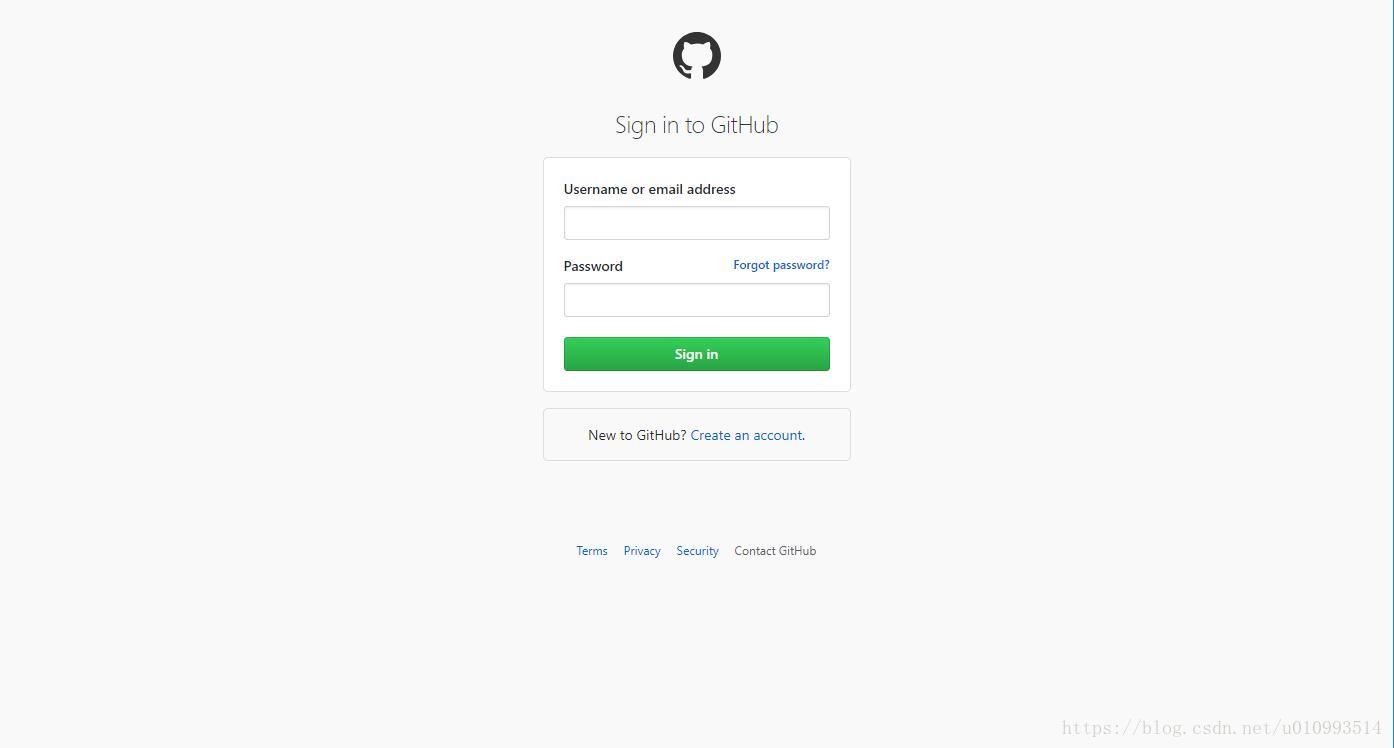 Sign in to GitHub
Username or email address
Password Forgot password?
Sign in
New to GitHub? Create an account.
Terms Privacy Security Contact GitHub
https://blog.csdn.net/u010993514